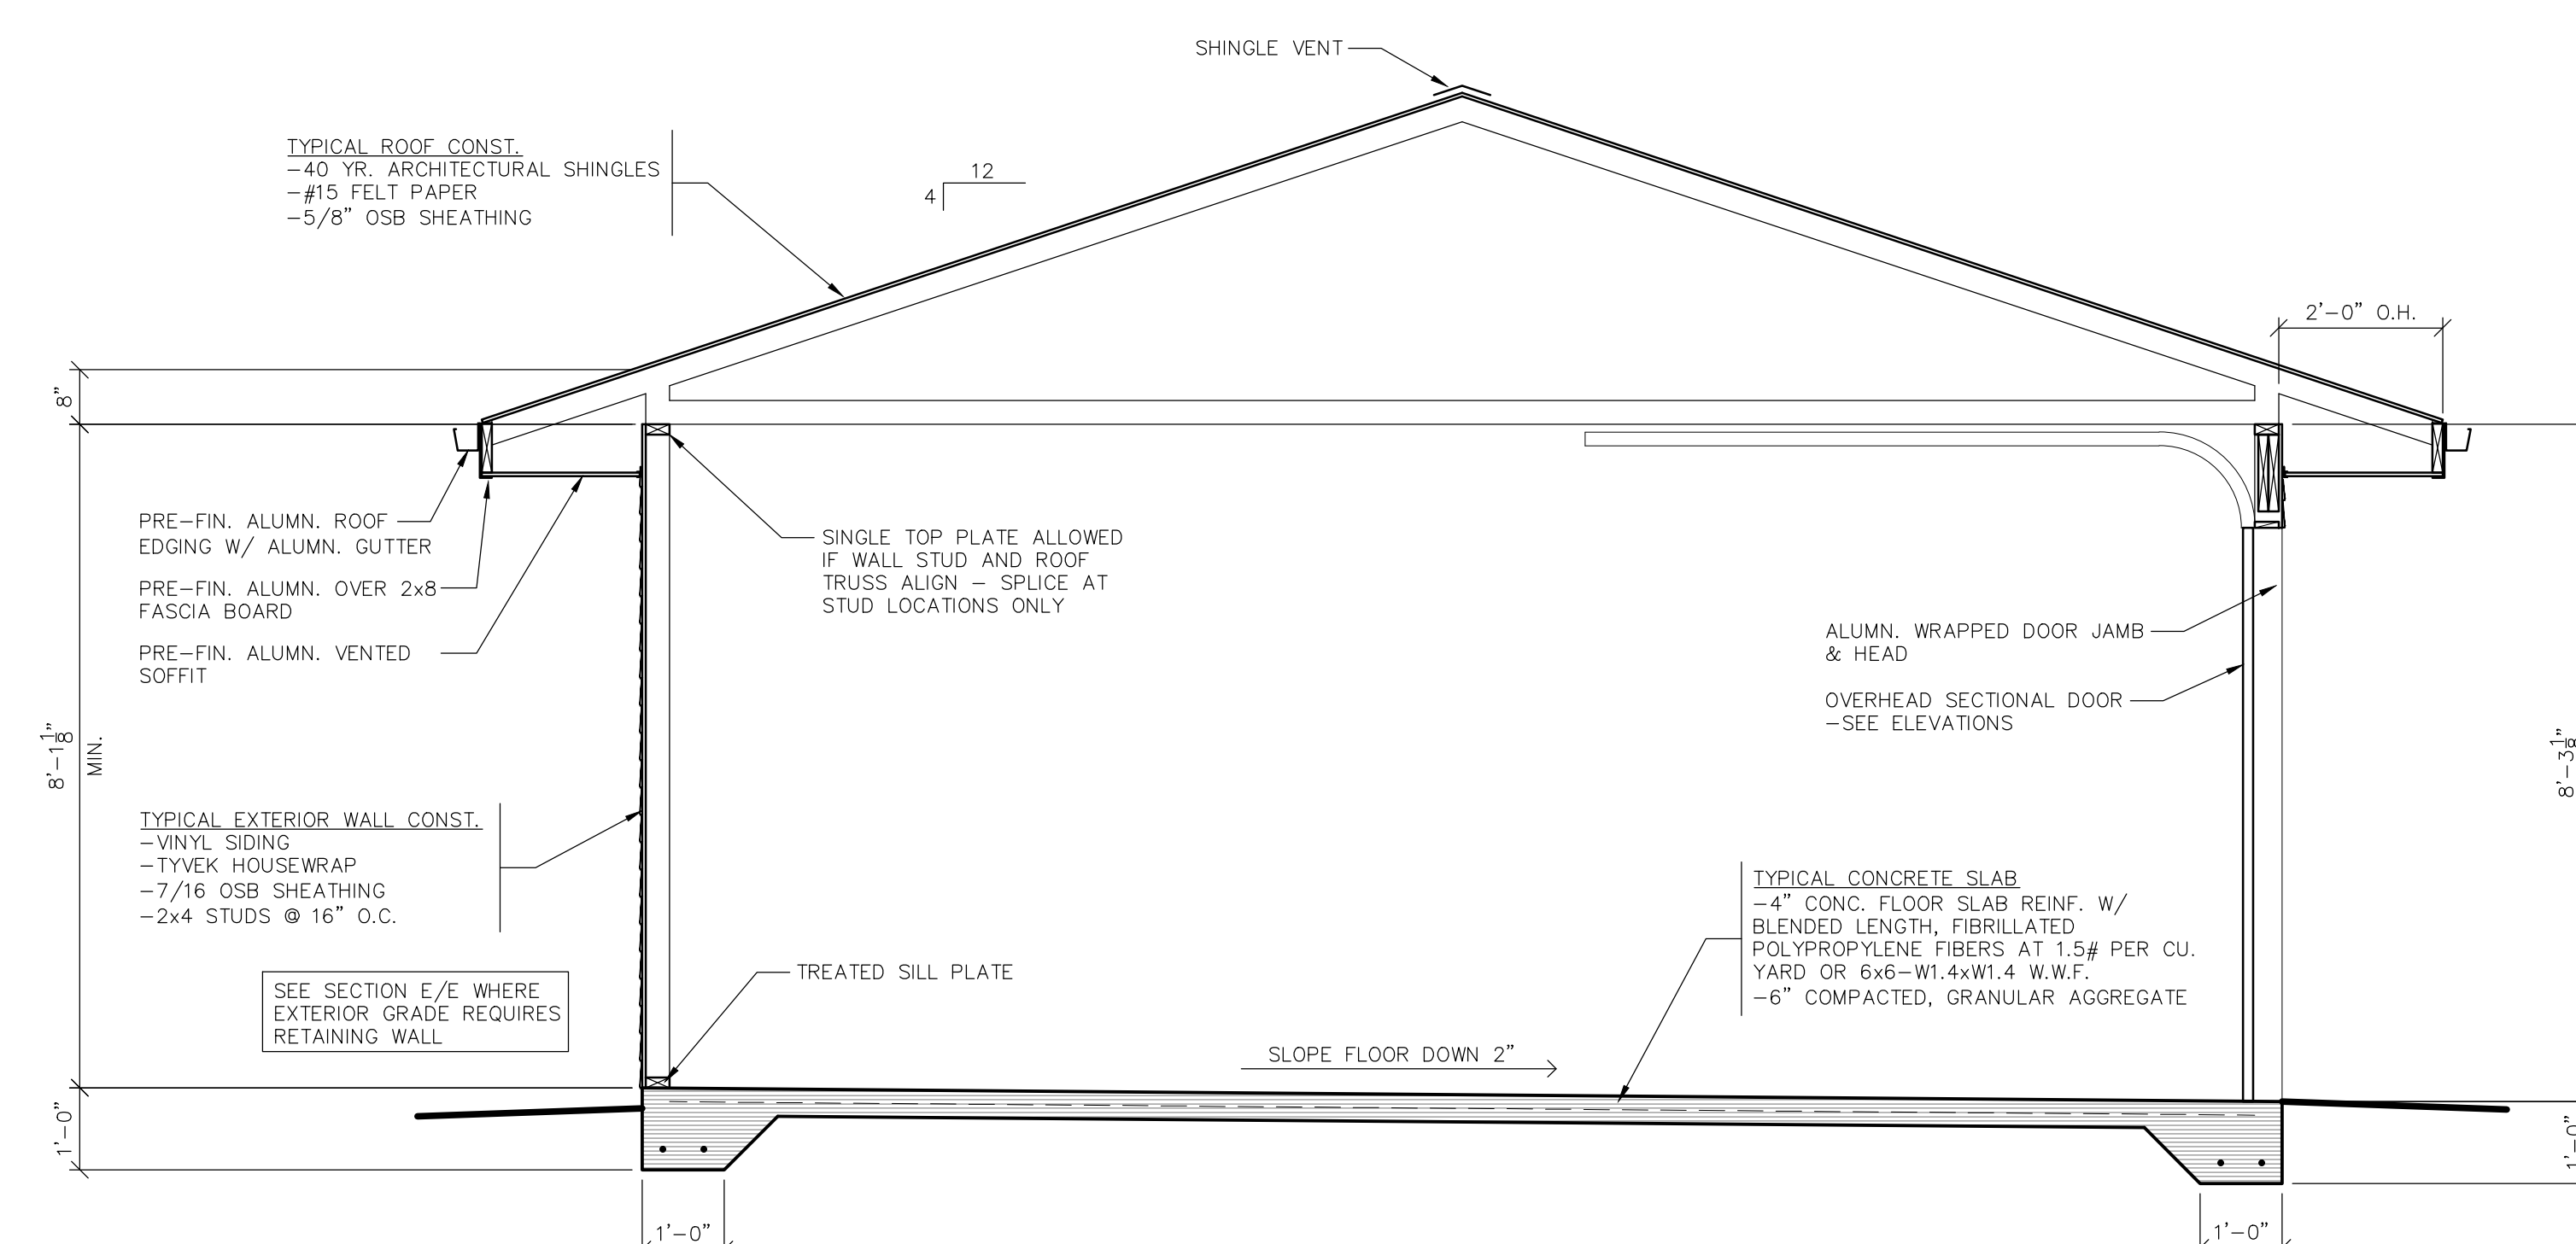 SHINGLE VENT
TYPICAL ROOF CONST.
-40 YR. ARCHITECTURAL SHINGLES
-#15 FELT PAPER
-5/8" OSB SHEATHING
12
4
2'-0" O.H.
8"
PRE-FIN. ALUMN. ROOF
EDGING W/ ALUMN. GUTTER
PRE-FIN. ALUMN. OVER 2x8
FASCIA BOARD
PRE-FIN. ALUMN. VENTED
SOFFIT
SINGLE TOP PLATE ALLOWED
IF WALL STUD AND ROOF
TRUSS ALIGN - SPLICE AT
STUD LOCATIONS ONLY
ALUMN. WRAPPED DOOR JAMB
& HEAD
OVERHEAD SECTIONAL DOOR
-SEE ELEVATIONS
8'-1 1/8"
MIN.
8'-3 1/8"
TYPICAL EXTERIOR WALL CONST.
-VINYL SIDING
-TYVEK HOUSEWRAP
-7/16 OSB SHEATHING
-2x4 STUDS @ 16" O.C.
TYPICAL CONCRETE SLAB
-4" CONC. FLOOR SLAB REINF. W/
BLENDED LENGTH, FIBRILLATED
POLYPROPYLENE FIBERS AT 1.5# PER CU.
YARD OR 6x6-W1.4xW1.4 W.W.F.
-6" COMPACTED, GRANULAR AGGREGATE
TREATED SILL PLATE
SEE SECTION E/E WHERE
EXTERIOR GRADE REQUIRES
RETAINING WALL
SLOPE FLOOR DOWN 2"
1'-0"
1'-0"
1'-0"
1'-0"